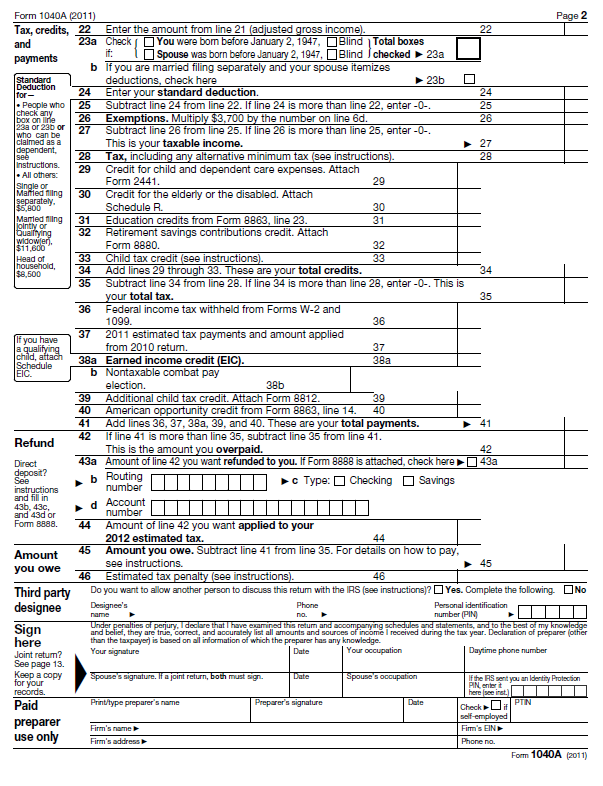 Form 1040A (2011) Page 2
Tax, credits, and payments
22 Enter the amount from line 21 (adjusted gross income). 22
23a Check if: { You were born before January 2, 1947, Blind } Total boxes
Spouse was born before January 2, 1947, Blind } checked ▶ 23a
b If you are married filing separately and your spouse itemizes
deductions, check here ▶ 23b
Standard
Deduction
for—
• People who
check any
box on line
23a or 23b or
who can be
claimed as a
dependent,
see
instructions.
• All others:
Single or
Married filing
separately,
$5,800
Married filing
jointly or
Qualifying
widow(er),
$11,600
Head of
household,
$8,500
24 Enter your standard deduction. 24
25 Subtract line 24 from line 22. If line 24 is more than line 22, enter -0-. 25
26 Exemptions. Multiply $3,700 by the number on line 6d. 26
27 Subtract line 26 from line 25. If line 26 is more than line 25, enter -0-.
This is your taxable income. ▶ 27
28 Tax, including any alternative minimum tax (see instructions). 28
29 Credit for child and dependent care expenses. Attach
Form 2441. 29
30 Credit for the elderly or the disabled. Attach
Schedule R. 30
31 Education credits from Form 8863, line 23. 31
32 Retirement savings contributions credit. Attach
Form 8880. 32
33 Child tax credit (see instructions). 33
34 Add lines 29 through 33. These are your total credits. 34
35 Subtract line 34 from line 28. If line 34 is more than line 28, enter -0-. This is
your total tax. 35
36 Federal income tax withheld from Forms W-2 and
1099. 36
37 2011 estimated tax payments and amount applied
from 2010 return. 37
If you have
a qualifying
child, attach
Schedule
EIC.
38a Earned income credit (EIC). 38a
b Nontaxable combat pay
election. 38b
39 Additional child tax credit. Attach Form 8812. 39
40 American opportunity credit from Form 8863, line 14. 40
41 Add lines 36, 37, 38a, 39, and 40. These are your total payments. ▶ 41
Refund
42 If line 41 is more than line 35, subtract line 35 from line 41.
This is the amount you overpaid. 42
Direct
deposit?
See
instructions
and fill in
43b, 43c,
and 43d or
Form 8888.
43a Amount of line 42 you want refunded to you. If Form 8888 is attached, check here ▶ 43a
▶ b Routing
number
▶ c Type: Checking Savings
▶ d Account
number
44 Amount of line 42 you want applied to your
2012 estimated tax. 44
Amount
you owe
45 Amount you owe. Subtract line 41 from line 35. For details on how to pay,
see instructions. ▶ 45
46 Estimated tax penalty (see instructions). 46
Third party
designee
Do you want to allow another person to discuss this return with the IRS (see instructions)? Yes. Complete the following. No
Designee's
name ▶
Phone
no. ▶
Personal identification
number (PIN) ▶
Sign
here
Joint return?
See page 13.
Keep a copy
for your
records.
Under penalties of perjury, I declare that I have examined this return and accompanying schedules and statements, and to the best of my knowledge
and belief, they are true, correct, and accurately list all amounts and sources of income I received during the tax year. Declaration of preparer (other
than the taxpayer) is based on all information of which the preparer has any knowledge.
Your signature Date Your occupation Daytime phone number
Spouse's signature. If a joint return, both must sign. Date Spouse's occupation
If the IRS sent you an Identity Protection
PIN, enter it
here (see inst.)
Paid
preparer
use only
Print/type preparer's name Preparer's signature Date
Check ▶ if
self-employed
PTIN
Firm's name ▶ Firm's EIN ▶
Firm's address ▶ Phone no.
Form 1040A (2011)